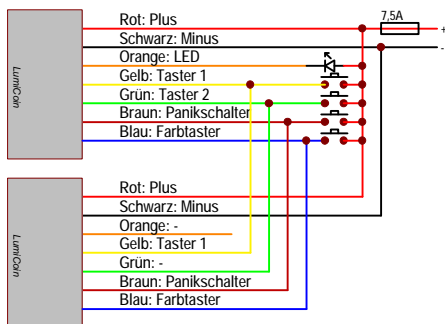 7,5A
Rot: Plus
+
Schwarz: Minus
-
Orange: LED
Gelb: Taster 1
Grün: Taster 2
Braun: Panikschalter
Blau: Farbtaster
LumiCoin
Rot: Plus
Schwarz: Minus
Orange: -
Gelb: Taster 1
Grün: -
Braun: Panikschalter
Blau: Farbtaster
LumiCoin